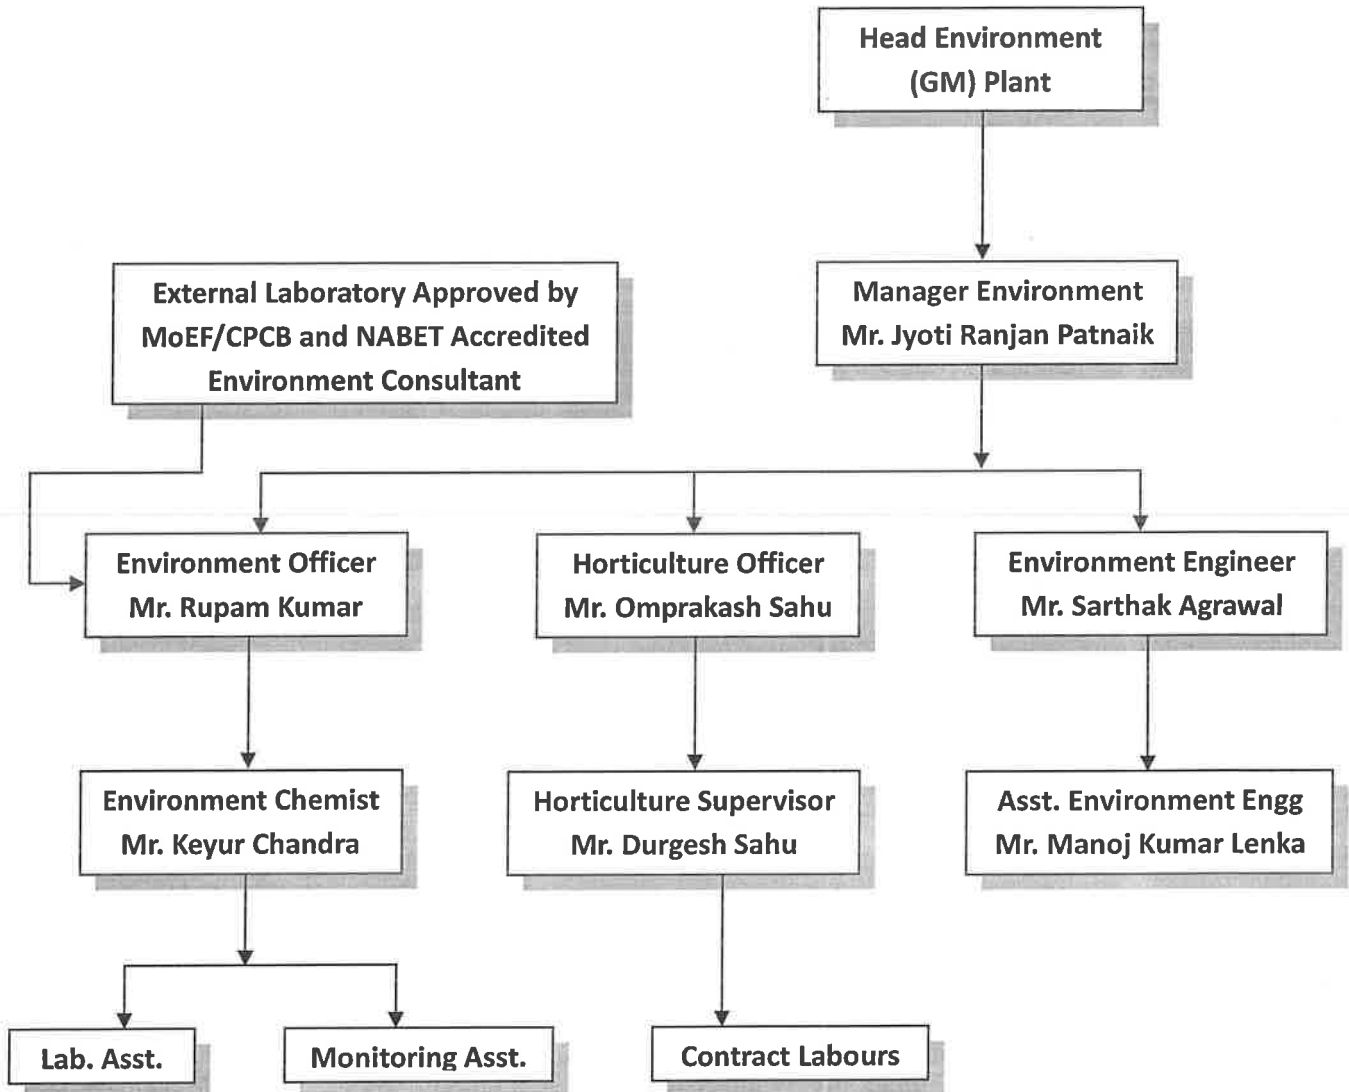 Head Environment
(GM) Plant
External Laboratory Approved by
MoEF/CPCB and NABET Accredited
Environment Consultant
Manager Environment
Mr. Jyoti Ranjan Patnaik
Environment Officer
Mr. Rupam Kumar
Horticulture Officer
Mr. Omprakash Sahu
Environment Engineer
Mr. Sarthak Agrawal
Environment Chemist
Mr. Keyur Chandra
Horticulture Supervisor
Mr. Durgesh Sahu
Asst. Environment Engg
Mr. Manoj Kumar Lenka
Lab. Asst.
Monitoring Asst.
Contract Labours